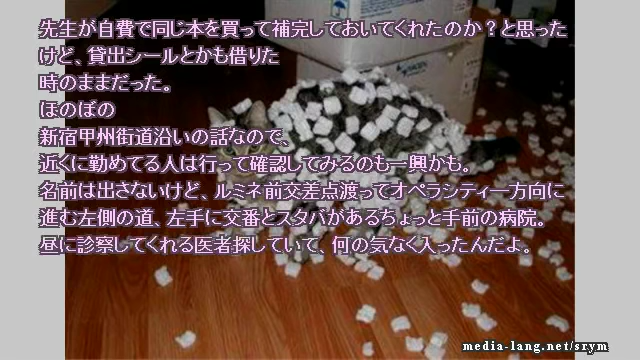 先生が自費で同じ本を買って補完しておいてくれたのか？と思った
けど、貸出シールとかも借りた
時のままだった。
ほのぼの
新宿甲州街道沿いの話なので、
近くに勤めてる人は行って確認してみるのも一興かも。
名前は出さないけど、ルミネ前交差点渡ってオペラシティー方向に
進む左側の道、左手に交番とスタバがあるちょっと手前の病院。
昼に診察してくれる医者探していて、何の気なく入ったんだよ。
media-lang.net/srym